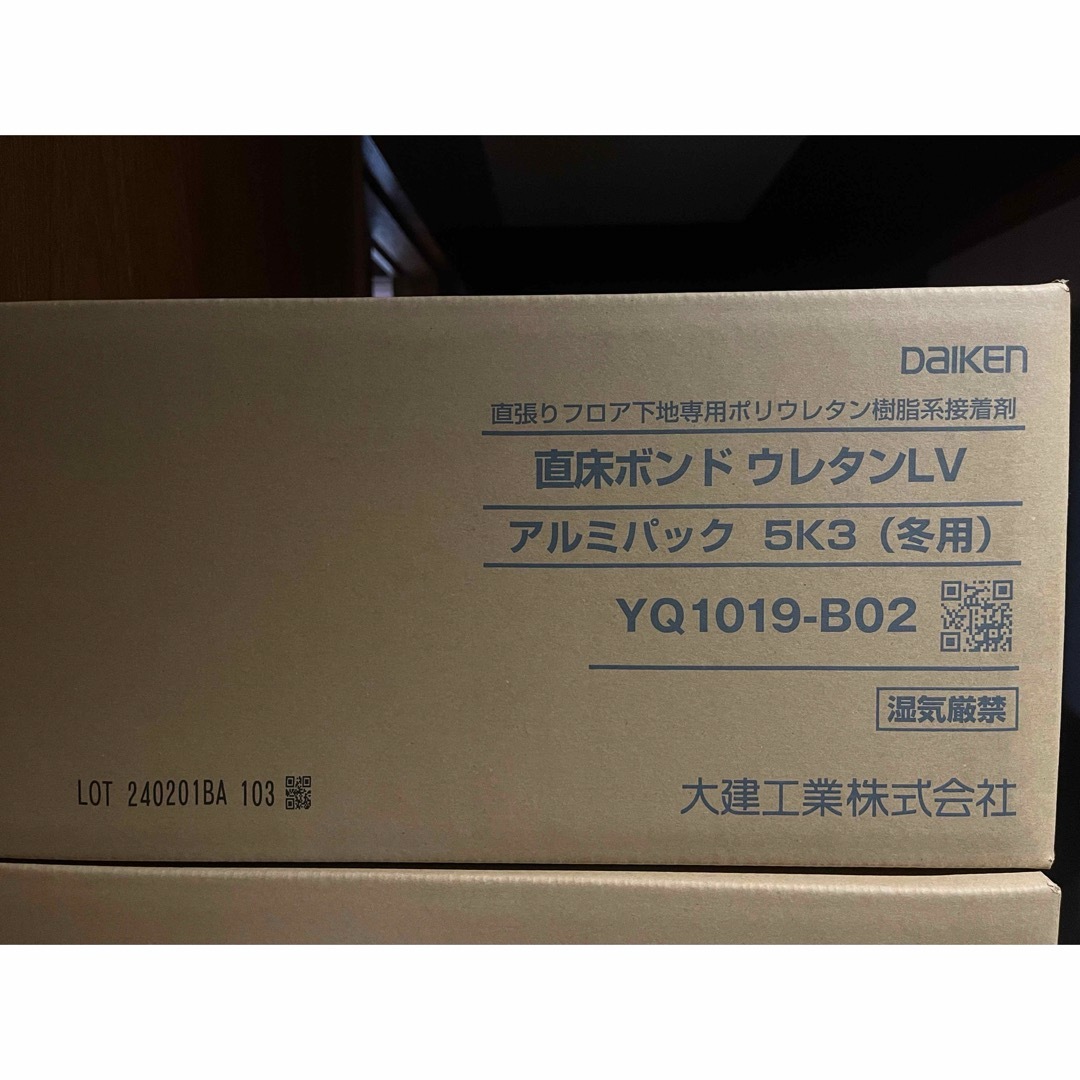 DAIKEN
直張りフロア下地専用ポリウレタン樹脂系接着剤
直床ボンド ウレタンLV
アルミパック 5K3（冬用）
YQ1019-B02
湿気厳禁
LOT 240201BA 103
大建工業株式会社